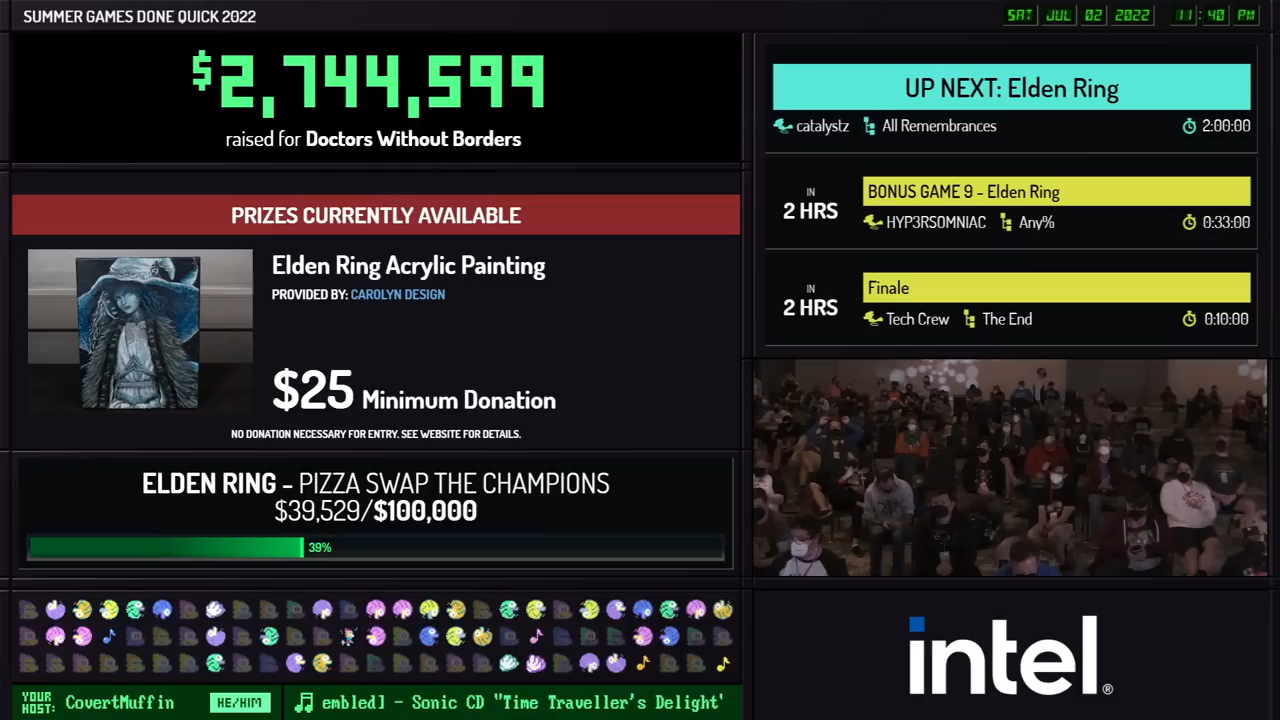 SUMMER GAMES DONE QUICK 2022
SAT JUL 02 2022 11:40 PM
$2,744,599
raised for Doctors Without Borders
PRIZES CURRENTLY AVAILABLE
Elden Ring Acrylic Painting
PROVIDED BY: CAROLYN DESIGN
$25 Minimum Donation
NO DONATION NECESSARY FOR ENTRY. SEE WEBSITE FOR DETAILS.
ELDEN RING - PIZZA SWAP THE CHAMPIONS
$39,529/$100,000
39%
YOUR HOST: CovertMuffin HE/HIM
embled] - Sonic CD "Time Traveller's Delight'
UP NEXT: Elden Ring
catalystz All Remembrances 2:00:00
IN 2 HRS
BONUS GAME 9 - Elden Ring
HYP3RSOMNIAC Any% 0:33:00
IN 2 HRS
Finale
Tech Crew The End 0:10:00
intel®